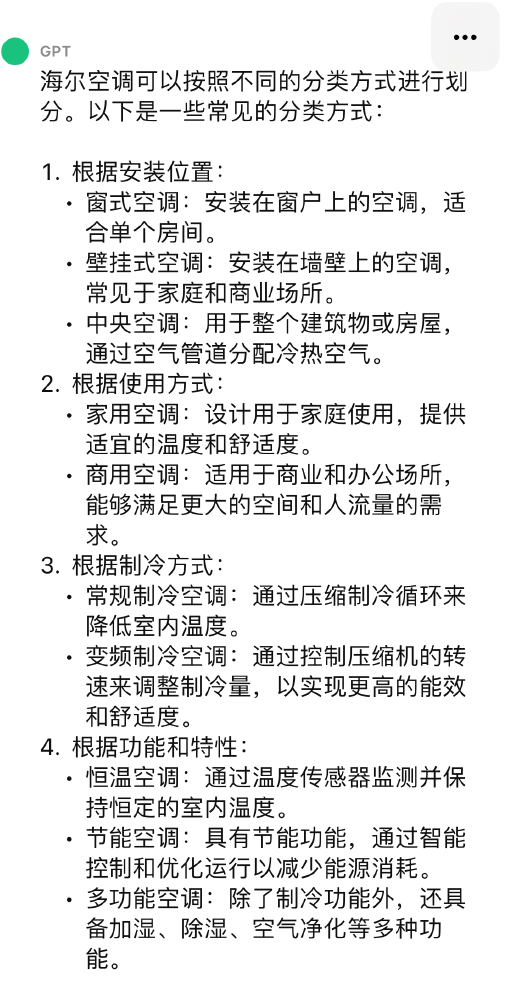 GPT
海尔空调可以按照不同的分类方式进行划
分。以下是一些常见的分类方式：
1. 根据安装位置：
• 窗式空调：安装在窗户上的空调，适
合单个房间。
• 壁挂式空调：安装在墙壁上的空调，
常见于家庭和商业场所。
• 中央空调：用于整个建筑物或房屋，
通过空气管道分配冷热空气。
2. 根据使用方式：
• 家用空调：设计用于家庭使用，提供
适宜的温度和舒适度。
• 商用空调：适用于商业和办公场所，
能够满足更大的空间和人流量的需
求。
3. 根据制冷方式：
• 常规制冷空调：通过压缩制冷循环来
降低室内温度。
• 变频制冷空调：通过控制压缩机的转
速来调整制冷量，以实现更高的能效
和舒适度。
4. 根据功能和特性：
• 恒温空调：通过温度传感器监测并保
持恒定的室内温度。
• 节能空调：具有节能功能，通过智能
控制和优化运行以减少能源消耗。
• 多功能空调：除了制冷功能外，还具
备加湿、除湿、空气净化等多种功
能。